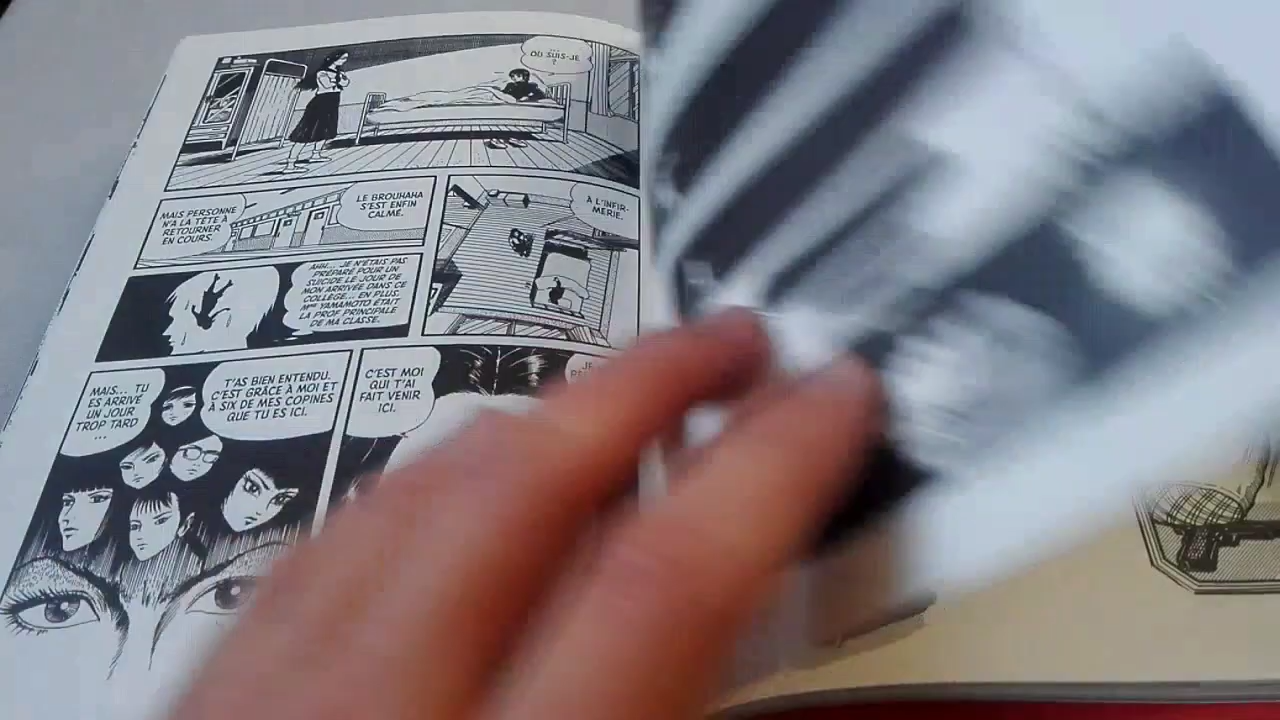 ...
OÙ SUIS-JE
?
MAIS PERSONNE
N'A LA TÊTE À
RETOURNER
EN COURS.
LE BROUHAHA
S'EST ENFIN
CALMÉ.
À L'INFIR-
MERIE.
AHH... JE N'ÉTAIS PAS
PRÉPARÉ POUR UN
SUICIDE LE JOUR DE
MON ARRIVÉE DANS CE
COLLÈGE... EN PLUS,
MME YAMAMOTO ÉTAIT
LA PROF PRINCIPALE
DE MA CLASSE.
MAIS... TU
ES ARRIVÉ
UN JOUR
TROP TARD
...
T'AS BIEN ENTENDU.
C'EST GRÂCE À MOI ET
À SIX DE MES COPINES
QUE TU ES ICI.
C'EST MOI
QUI T'AI
FAIT VENIR
ICI.
JE